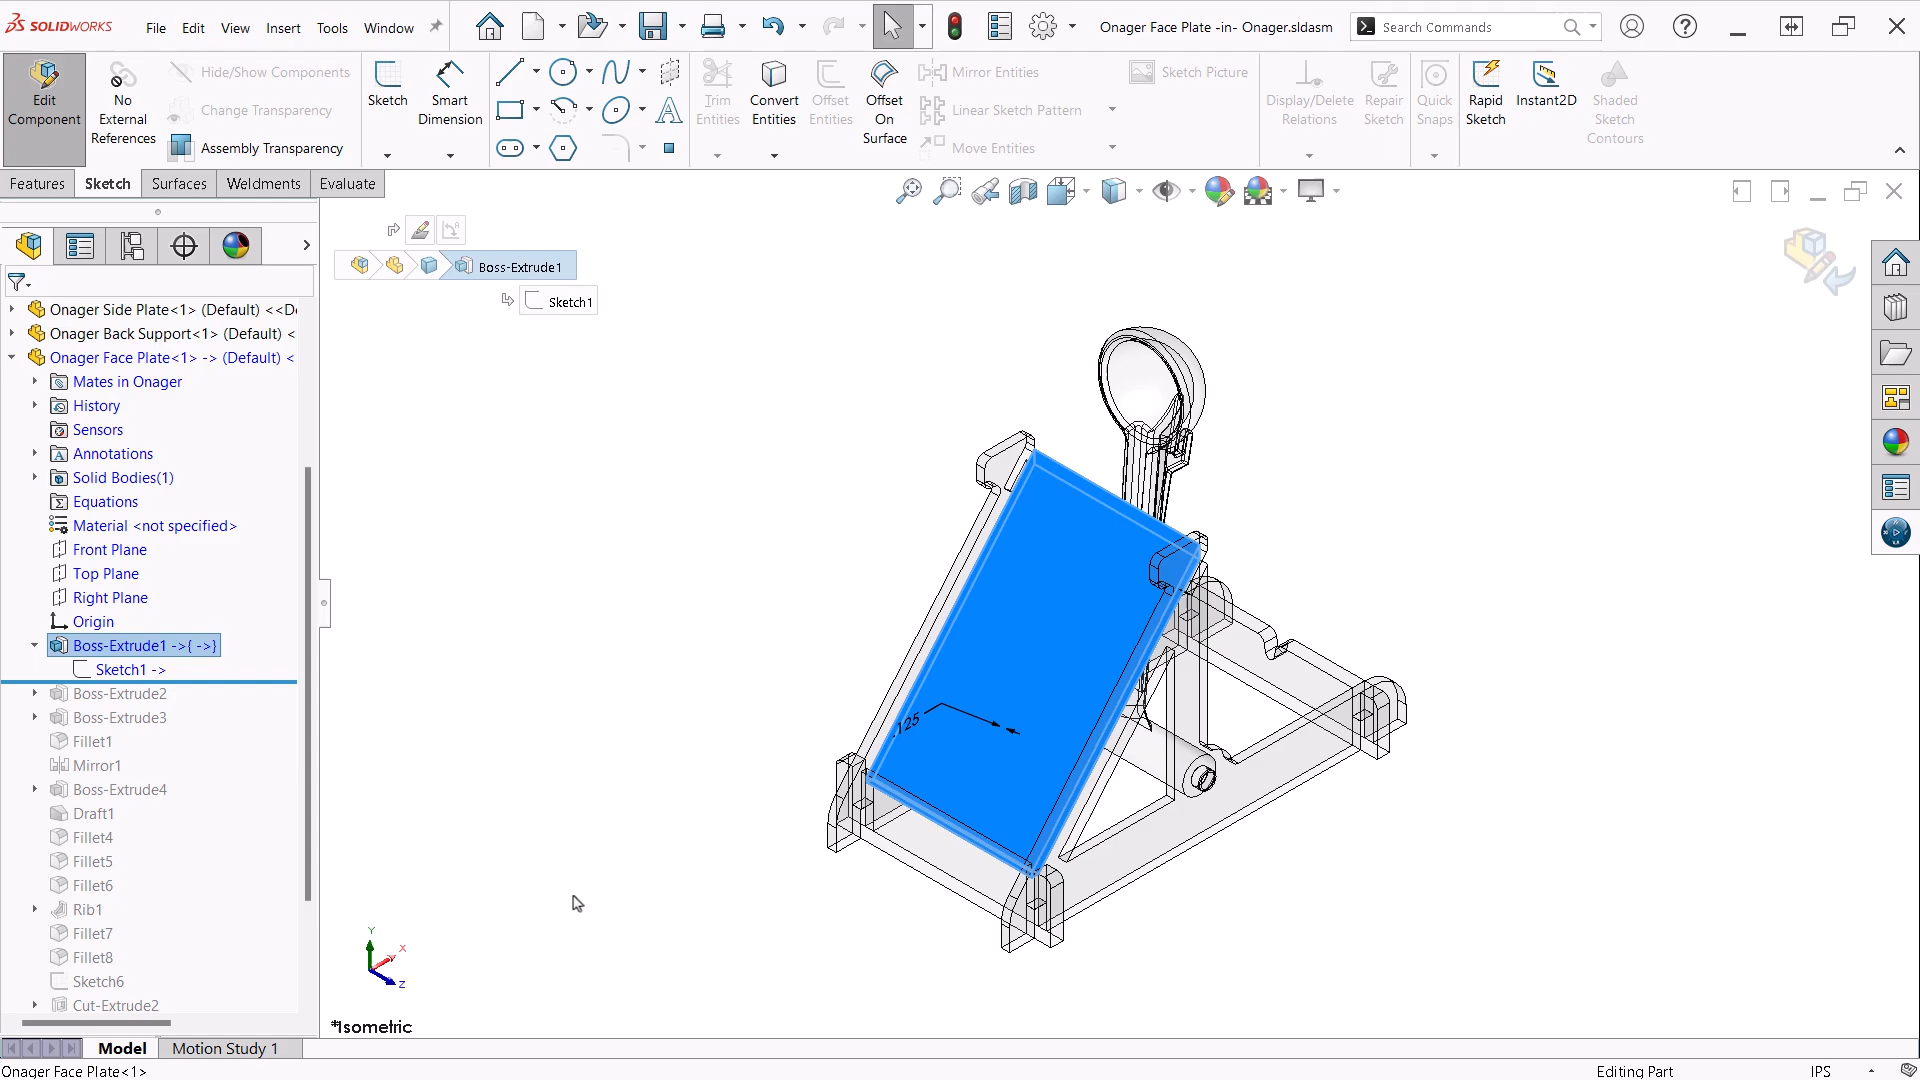 SOLIDWORKS File Edit View Insert Tools Window Onager Face Plate -in- Onager.sldasm Search Commands
Edit Component
No External References
Hide/Show Components
Change Transparency
Assembly Transparency
Sketch
Smart Dimension
Trim Entities
Convert Entities
Offset Entities
Offset On Surface
Mirror Entities
Linear Sketch Pattern
Move Entities
Sketch Picture
Display/Delete Relations
Repair Sketch
Quick Snaps
Rapid Sketch
Instant2D
Shaded Sketch Contours
Features Sketch Surfaces Weldments Evaluate
Boss-Extrude1
Sketch1
Onager Side Plate<1> (Default) <<D
Onager Back Support<1> (Default) <
Onager Face Plate<1> -> (Default) <
Mates in Onager
History
Sensors
Annotations
Solid Bodies(1)
Equations
Material <not specified>
Front Plane
Top Plane
Right Plane
Origin
Boss-Extrude1 ->{ ->}
Sketch1 ->
Boss-Extrude2
Boss-Extrude3
Fillet1
Mirror1
Boss-Extrude4
Draft1
Fillet4
Fillet5
Fillet6
Rib1
Fillet7
Fillet8
Sketch6
Cut-Extrude2
.125
Y
X
Z
*Isometric
Model Motion Study 1
Onager Face Plate<1> Editing Part IPS